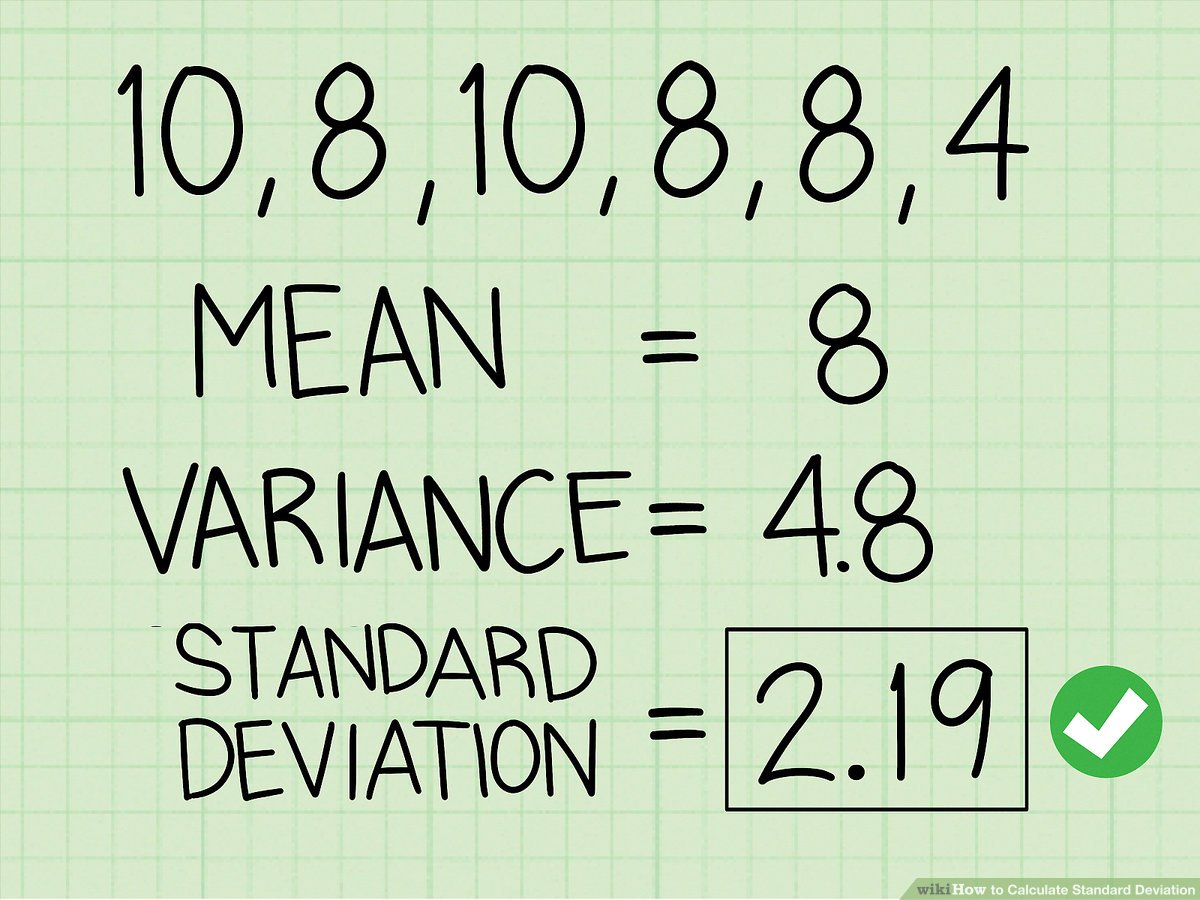 10, 8, 10, 8, 8, 4
MEAN = 8
VARIANCE = 4.8
STANDARD
DEVIATION = 2.19
wikiHow to Calculate Standard Deviation